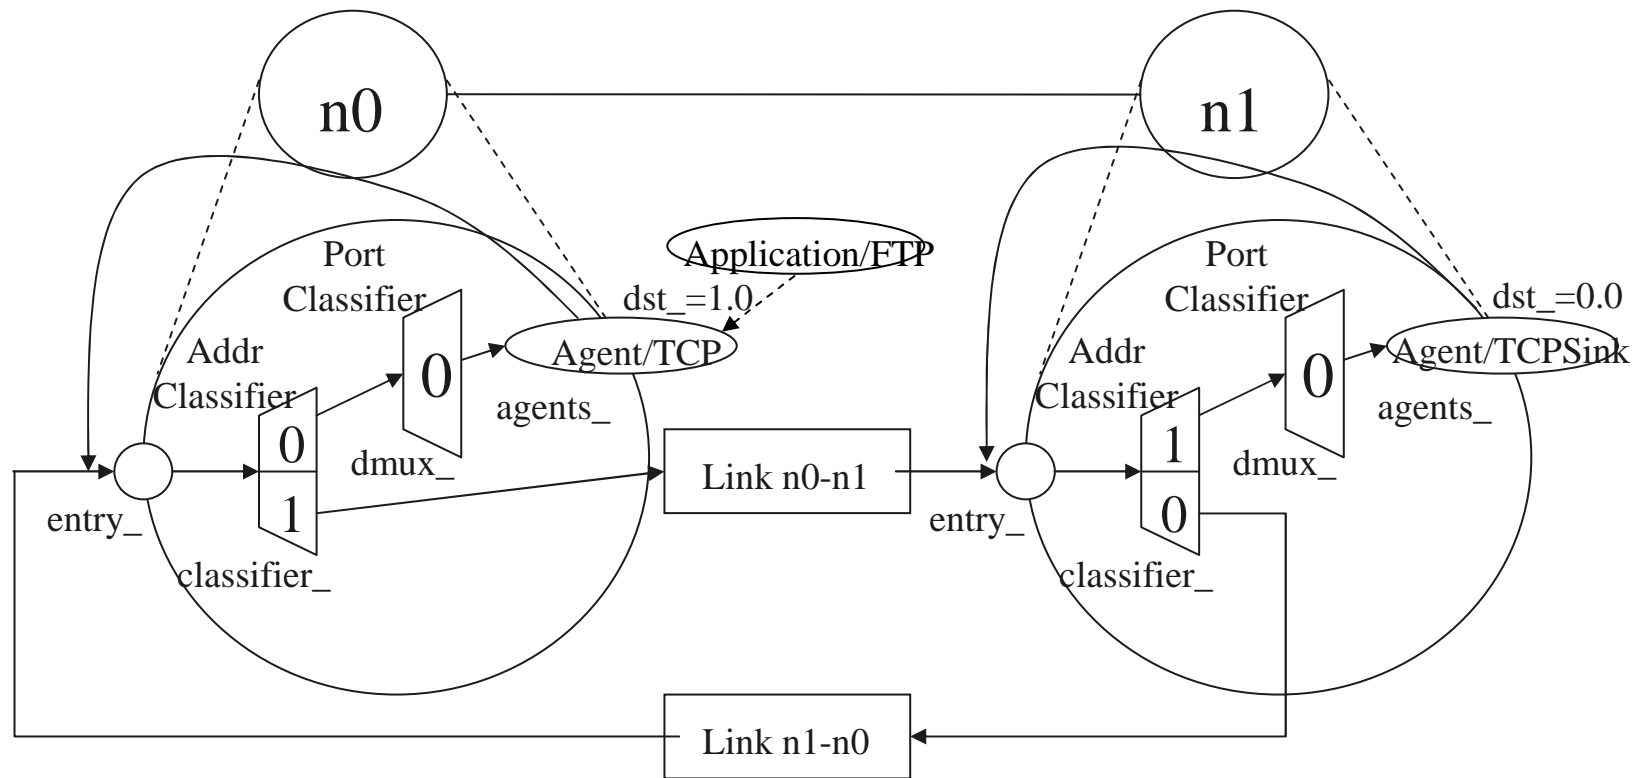 n0
n1
Port
Classifier
Application/FTP
dst_=1.0
Addr
Classifier
0
Agent/TCP
agents_
0
1
dmux_
entry_
classifier_
Link n0-n1
Port
Classifier
dst_=0.0
Addr
Classifier
0
Agent/TCPSink
agents_
1
0
dmux_
entry_
classifier_
Link n1-n0